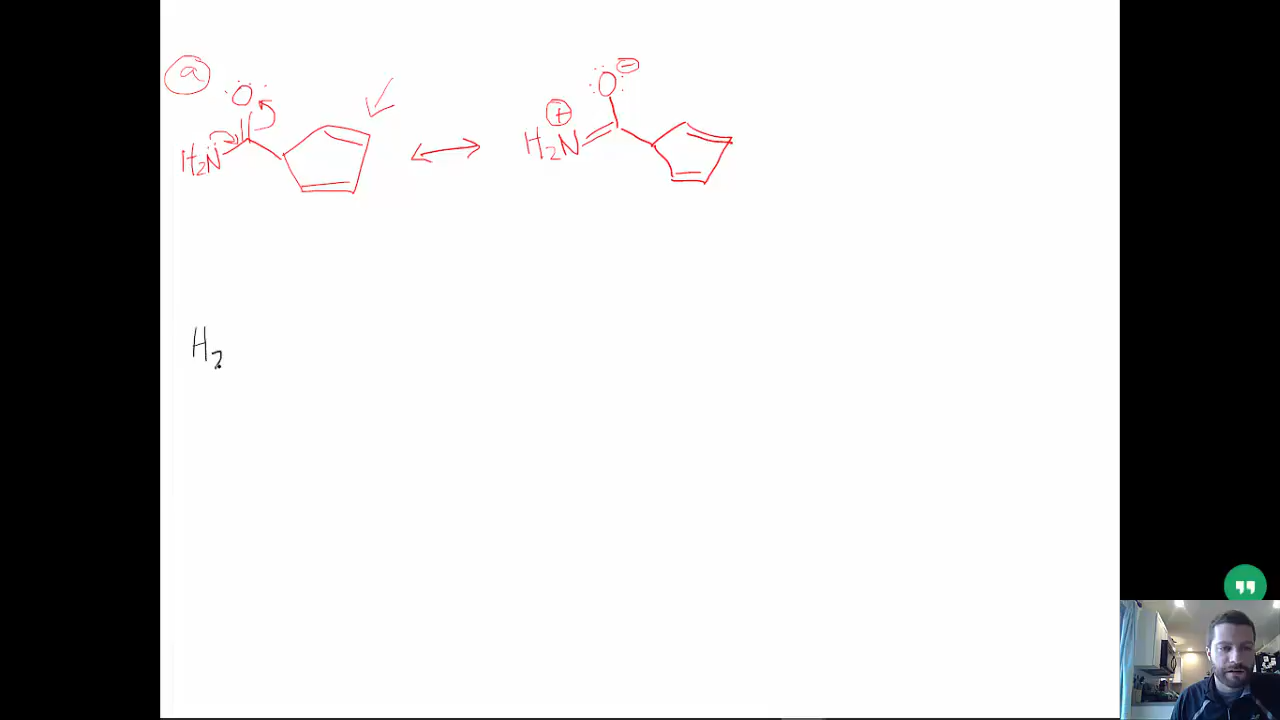 a
:Ö: :Ö: ⊖
H₂N̈ ⊕ H₂N
H₂